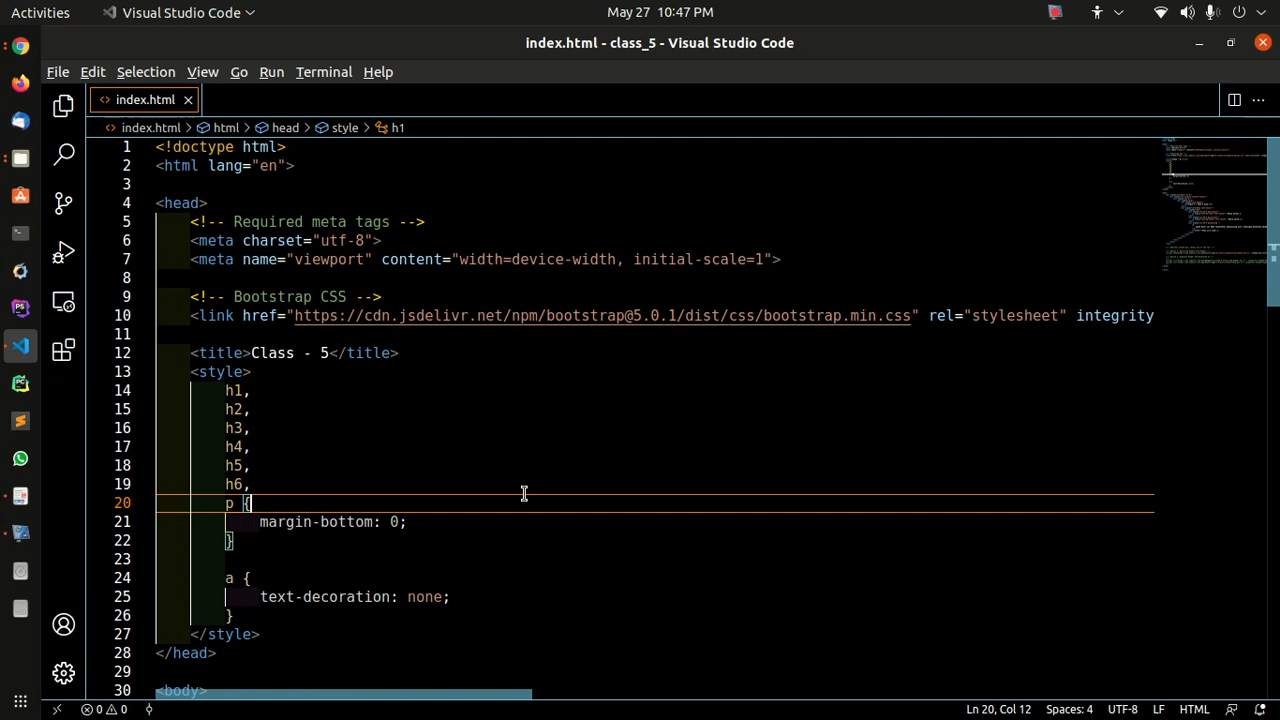 Activities
Visual Studio Code
May 27 10:47 PM
index.html - class_5 - Visual Studio Code
File Edit Selection View Go Run Terminal Help
index.html
index.html > html > head > style > h1
1 <!doctype html>
2 <html lang="en">
3
4 <head>
5 <!-- Required meta tags -->
6 <meta charset="utf-8">
7 <meta name="viewport" content="width=device-width, initial-scale=1">
8
9 <!-- Bootstrap CSS -->
10 <link href="https://cdn.jsdelivr.net/npm/bootstrap@5.0.1/dist/css/bootstrap.min.css" rel="stylesheet" integrity
11
12 <title>Class - 5</title>
13 <style>
14 h1,
15 h2,
16 h3,
17 h4,
18 h5,
19 h6,
20 p {
21 margin-bottom: 0;
22 }
23
24 a {
25 text-decoration: none;
26 }
27 </style>
28 </head>
29
30 <body>
0 0
Ln 20, Col 12 Spaces: 4 UTF-8 LF HTML